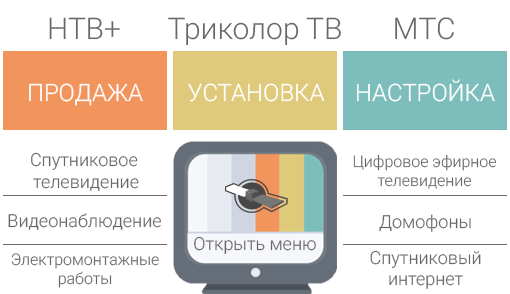 НТВ+ Триколор ТВ МТС
ПРОДАЖА УСТАНОВКА НАСТРОЙКА
Спутниковое
телевидение
Видеонаблюдение
Электромонтажные
работы
Открыть меню
Цифровое эфирное
телевидение
Домофоны
Спутниковый
интернет